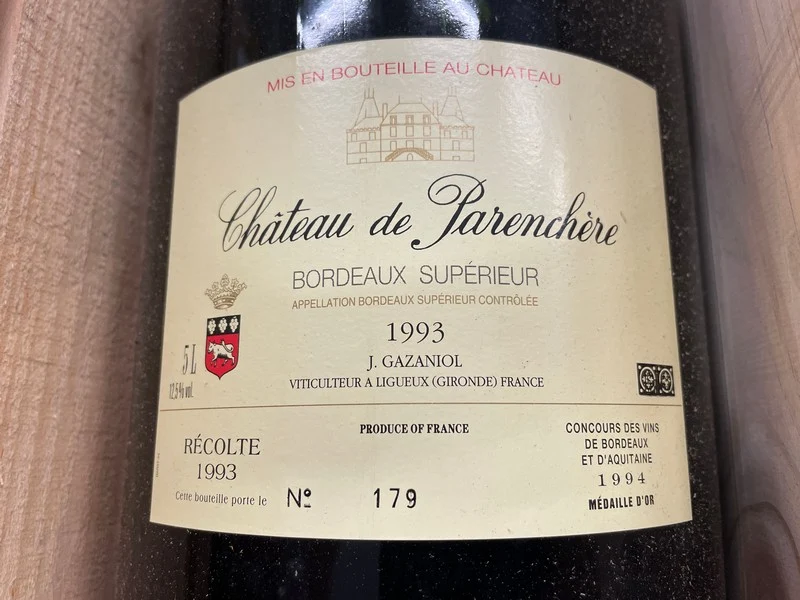 MIS EN BOUTEILLE AU CHATEAU
Château de Parenchère
BORDEAUX SUPÉRIEUR
APPELLATION BORDEAUX SUPÉRIEUR CONTRÔLÉE
1993
J. GAZANIOL
VITICULTEUR A LIGUEUX (GIRONDE) FRANCE
5 L
12,5% vol.
PRODUCE OF FRANCE
RÉCOLTE
1993
Cette bouteille porte le Nº 179
CONCOURS DES VINS
DE BORDEAUX
ET D'AQUITAINE
1994
MÉDAILLE D'OR